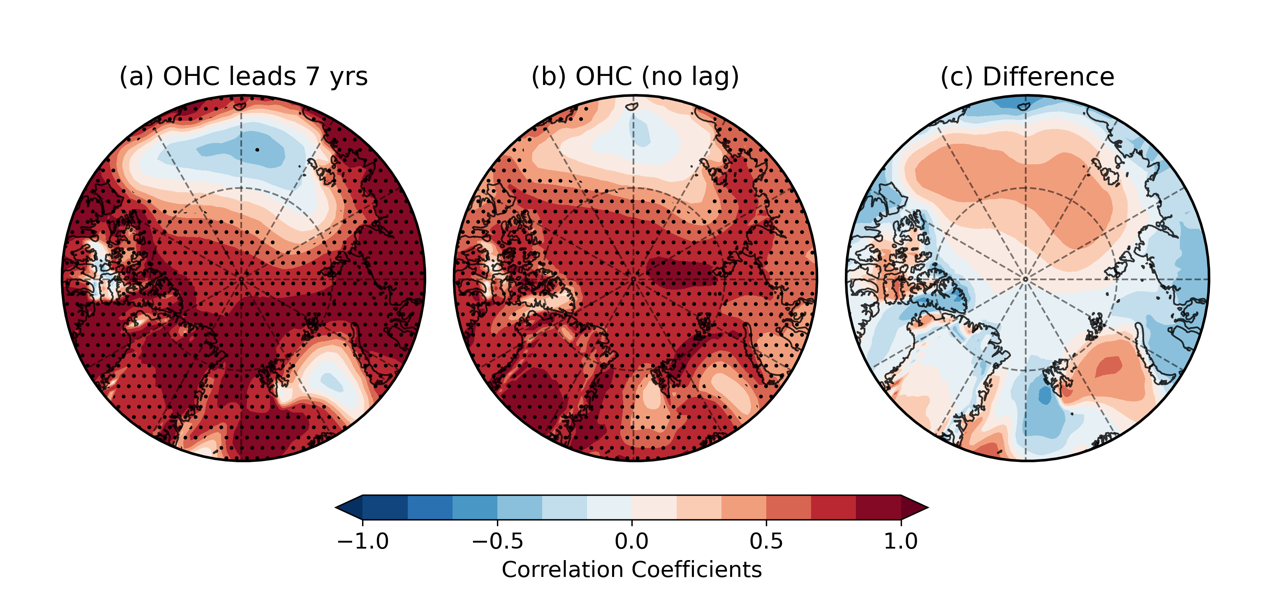 (a) OHC leads 7 yrs
(b) OHC (no lag)
(c) Difference
−1.0 −0.5 0.0 0.5 1.0
Correlation Coefficients